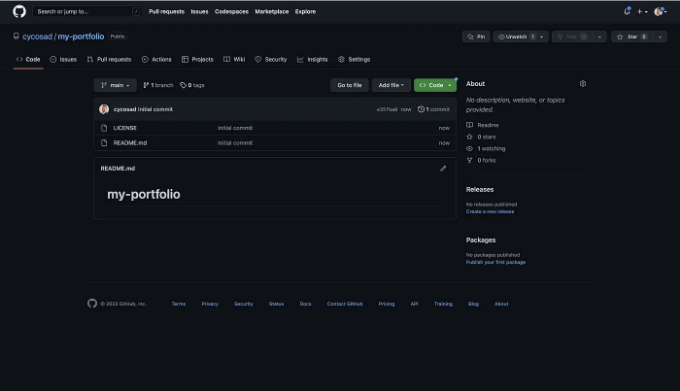 Search or jump to... /
Pull requests Issues Codespaces Marketplace Explore
cycosad / my-portfolio Public
Pin Unwatch 1 Star 0
Code Issues Pull requests Actions Projects Wiki Security Insights Settings
main 1 branch 0 tags Go to file Add file Code
cycosad Initial commit now 1 commit
LICENSE Initial commit now
README.md Initial commit now
README.md
my-portfolio
About
No description, website, or topics
provided.
Readme
0 stars
1 watching
0 forks
Releases
No releases published
Create a new release
Packages
No packages published
Publish your first package
© 2023 GitHub, Inc. Terms Privacy Security Status Docs Contact GitHub Pricing API Training Blog About